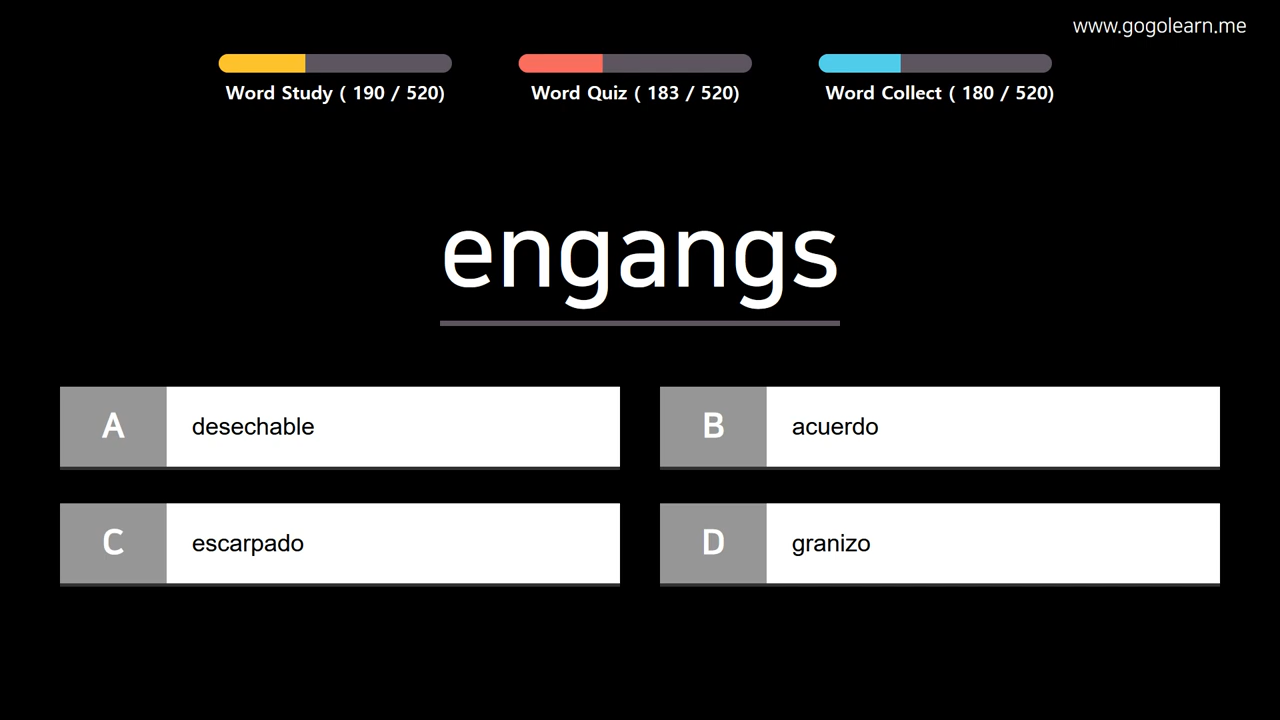 www.gogolearn.me
Word Study ( 190 / 520)
Word Quiz ( 183 / 520)
Word Collect ( 180 / 520)
engangs
A desechable
B acuerdo
C escarpado
D granizo